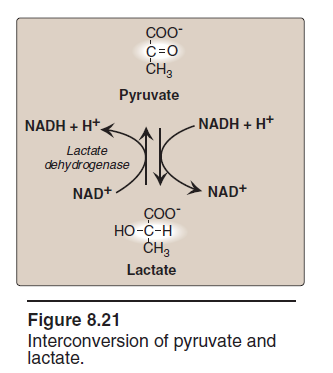 COO-
C=O
CH3
Pyruvate
NADH + H+
NADH + H+
Lactate
dehydrogenase
NAD+
NAD+
COO-
HO-C-H
CH3
Lactate
Figure 8.21
Interconversion of pyruvate and
lactate.